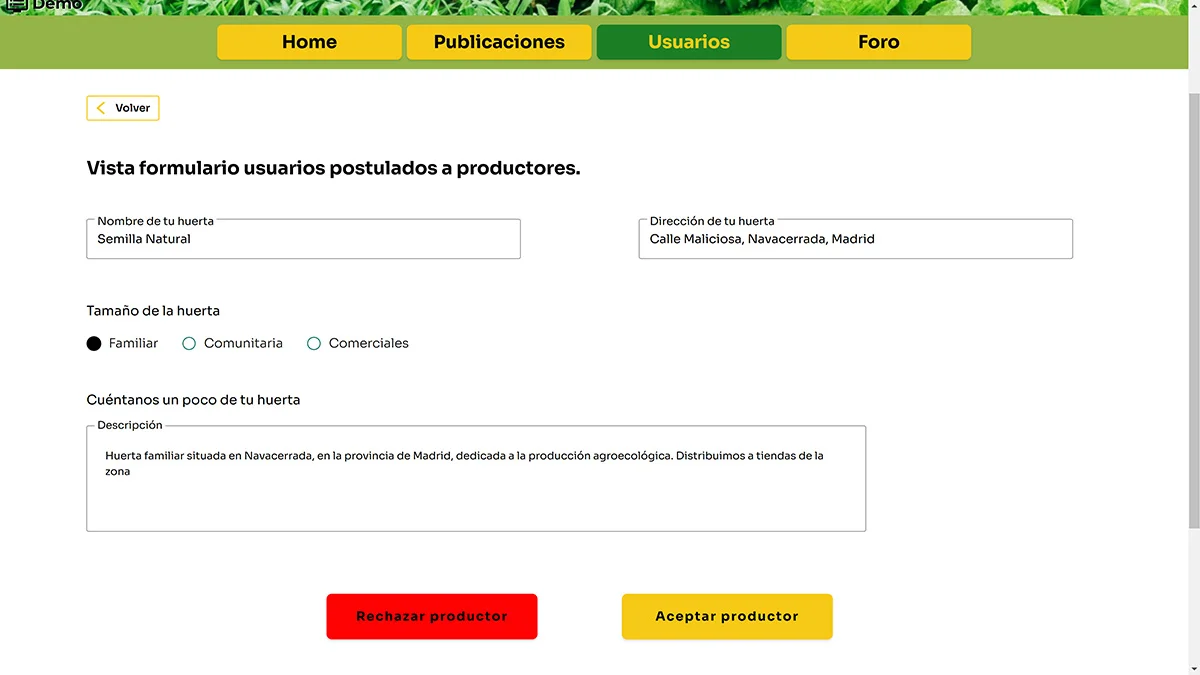 Demo
Home Publicaciones Usuarios Foro
Volver
Vista formulario usuarios postulados a productores.
Nombre de tu huerta Dirección de tu huerta
Semilla Natural Calle Maliciosa, Navacerrada, Madrid
Tamaño de la huerta
Familiar Comunitaria Comerciales
Cuéntanos un poco de tu huerta
Descripción
Huerta familiar situada en Navacerrada, en la provincia de Madrid, dedicada a la producción agroecológica. Distribuimos a tiendas de la
zona
Rechazar productor Aceptar productor